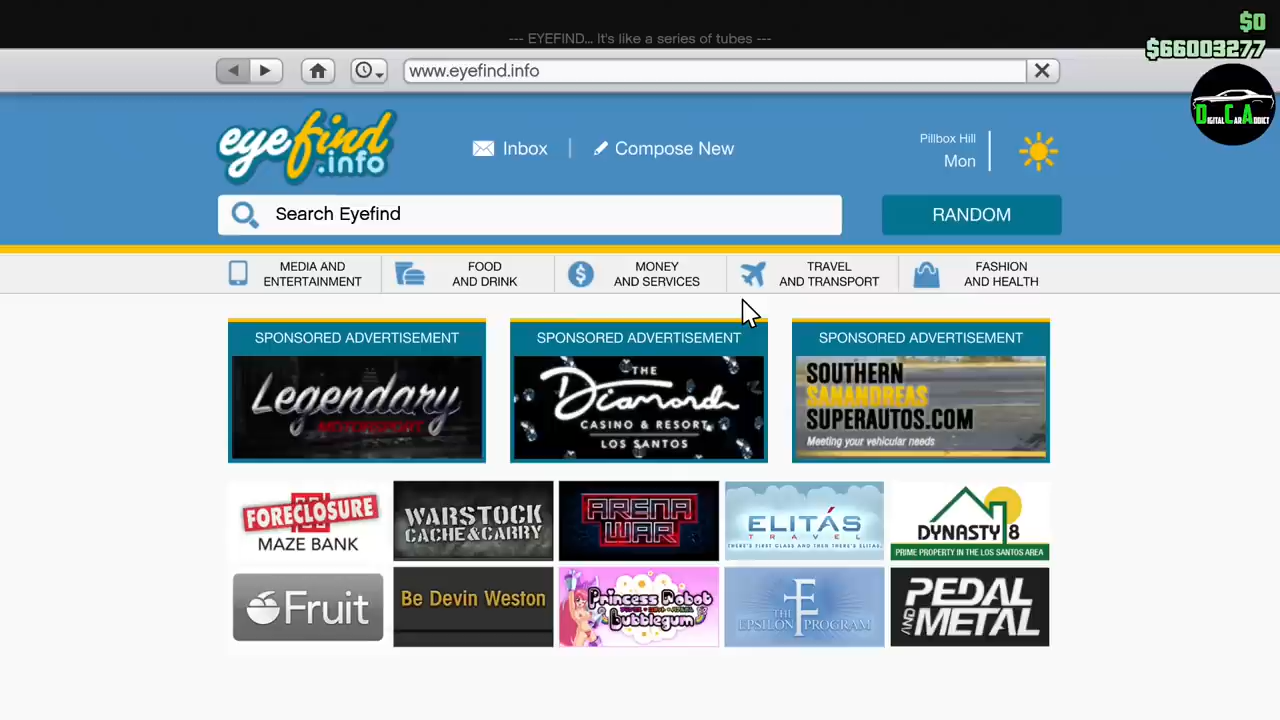 --- EYEFIND... It's like a series of tubes ---
$0
$66003277
www.eyefind.info
Digital Car Addict
eyefind
.info
Inbox
Compose New
Pillbox Hill
Mon
Search Eyefind
RANDOM
MEDIA AND
ENTERTAINMENT
FOOD
AND DRINK
MONEY
AND SERVICES
TRAVEL
AND TRANSPORT
FASHION
AND HEALTH
SPONSORED ADVERTISEMENT
Legendary
MOTORSPORT
SPONSORED ADVERTISEMENT
THE
Diamond
CASINO & RESORT
LOS SANTOS
SPONSORED ADVERTISEMENT
SOUTHERN
SANANDREAS
SUPERAUTOS.COM
Meeting your vehicular needs
FORECLOSURE
MAZE BANK
WARSTOCK
CACHE&CARRY
ARENA
WAR
ELITÁS
TRAVEL
THERE'S FIRST CLASS AND THEN THERE'S ELITÁS.
DYNASTY 8
PRIME PROPERTY IN THE LOS SANTOS AREA
Fruit
Be Devin Weston
Princess Robot
Bubblegum
THE
EPSILON PROGRAM
PEDAL
AND METAL